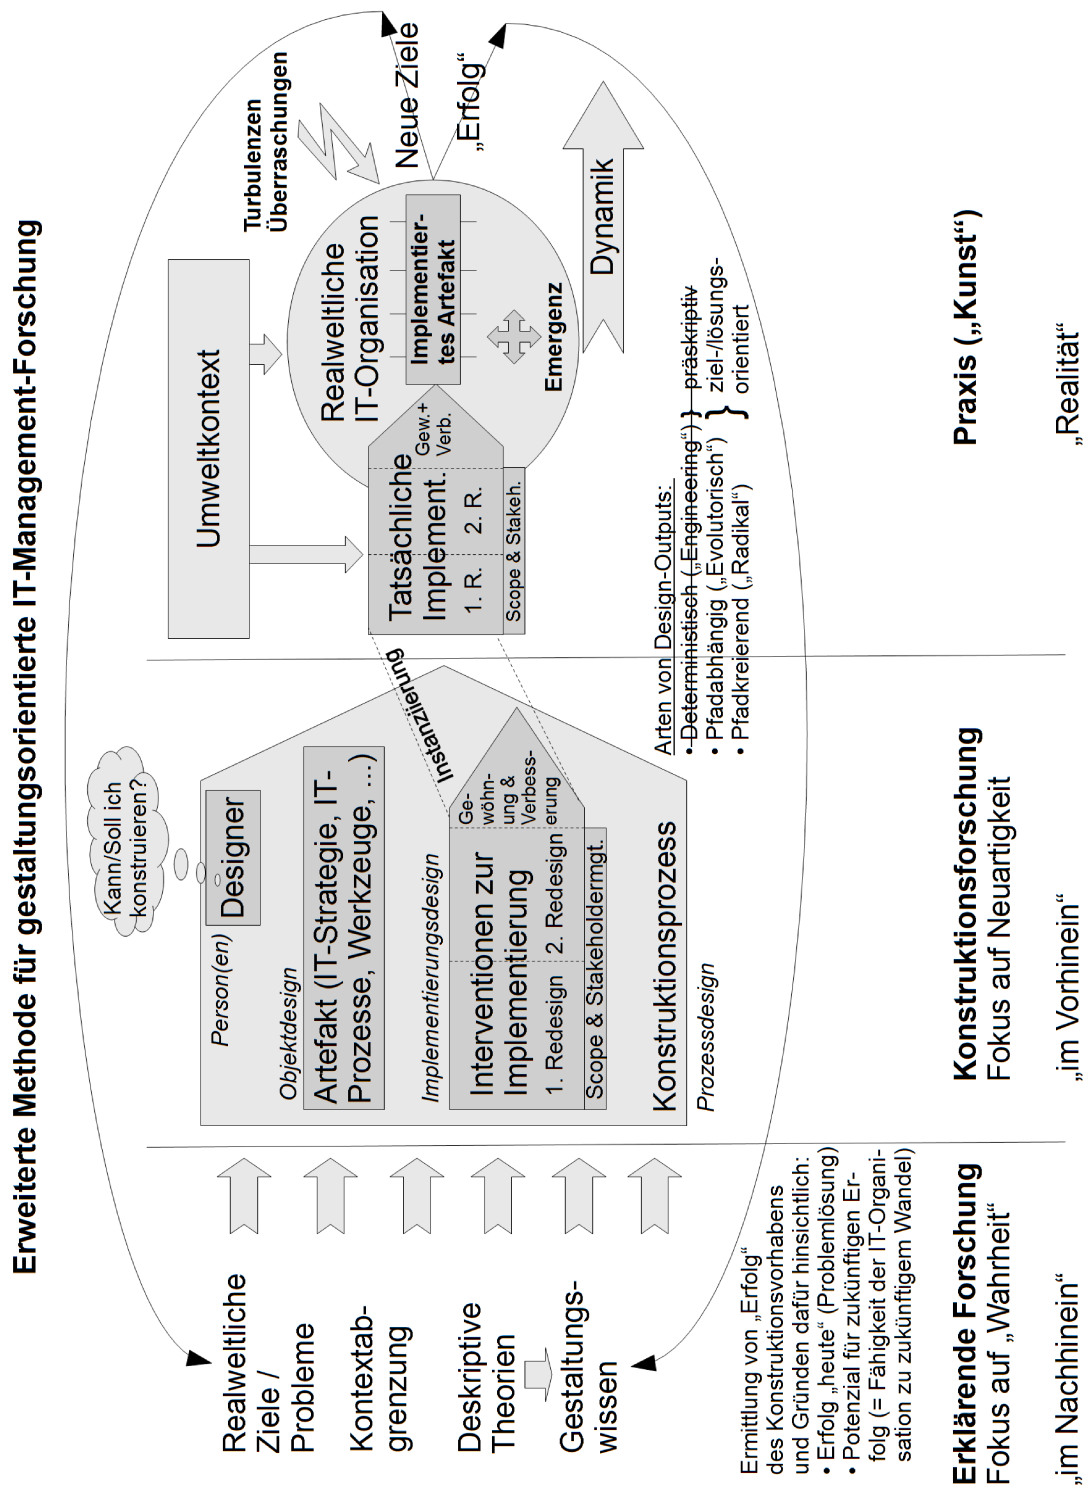 Erweiterte Methode für gestaltungsorientierte IT-Management-Forschung
Realweltliche
Ziele /
Probleme
Kontextab-
grenzung
Deskriptive
Theorien
Gestaltungs-
wissen
Ermittlung von „Erfolg“
des Konstruktionsvorhabens
und Gründen dafür hinsichtlich:
• Erfolg „heute“ (Problemlösung)
• Potenzial für zukünftigen Er-
folg (= Fähigkeit der IT-Organi-
sation zu zukünftigem Wandel)
Erklärende Forschung
Fokus auf „Wahrheit“
„im Nachhinein“
Kann/Soll ich
konstruieren?
Person(en)
Designer
Objektdesign
Artefakt (IT-Strategie, IT-
Prozesse, Werkzeuge, ...)
Implementierungsdesign
Interventionen zur
Implementierung
1. Redesign
2. Redesign
Ge-
wöhn-
ung &
Verbess-
erung
Scope & Stakeholdermgt.
Konstruktionsprozess
Prozessdesign
Instanziierung
Konstruktionsforschung
Fokus auf Neuartigkeit
„im Vorhinein“
Umweltkontext
Turbulenzen
Überraschungen
Realweltliche
IT-Organisation
Tatsächliche
Implement.
1. R.
2. R.
Gew.+
Verb.
Scope & Stakeh.
Implementier-
tes Artefakt
Emergenz
Neue Ziele
„Erfolg“
Dynamik
Arten von Design-Outputs:
• Deterministisch („Engineering“) } präskriptiv
• Pfadabhängig („Evolutorisch“)
• Pfadkreierend („Radikal“)
} ziel-/lösungs-
orientiert
Praxis („Kunst“)
„Realität“